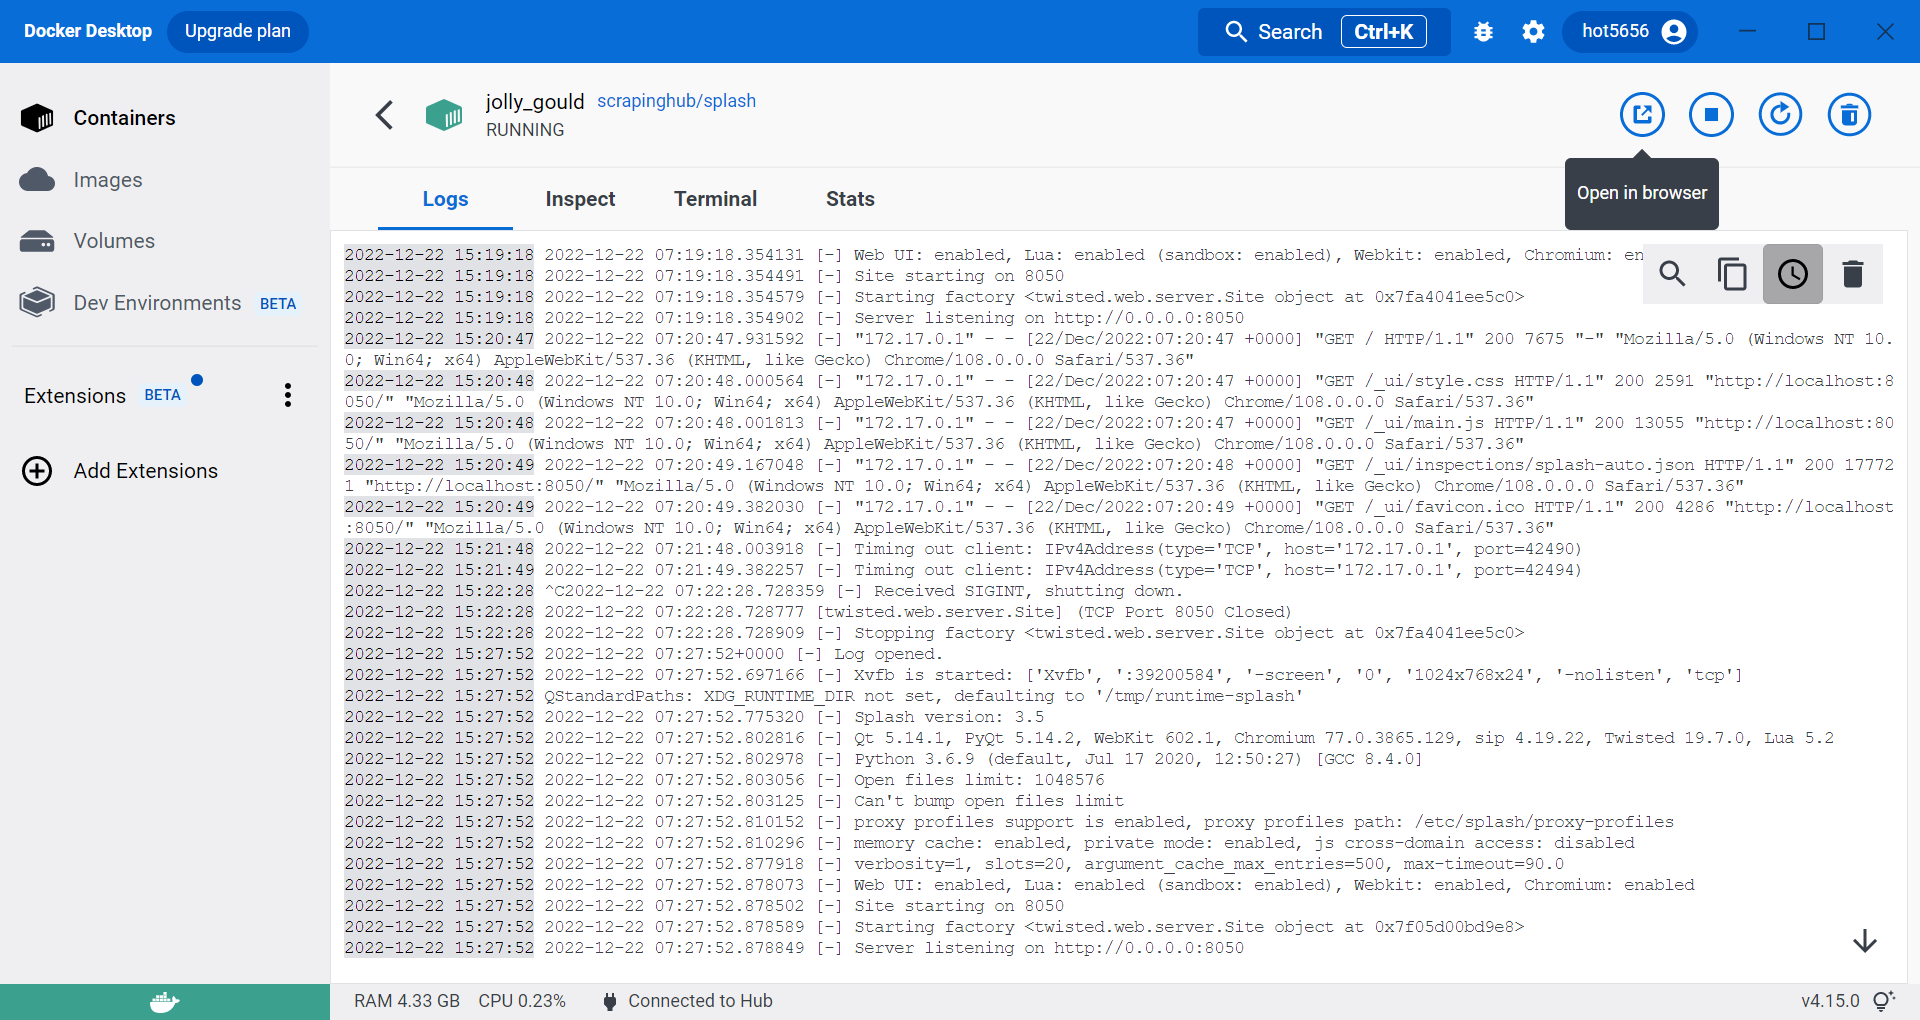 Docker Desktop
Upgrade plan
Search
Ctrl+K
hot5656
Containers
Images
Volumes
Dev Environments BETA
Extensions BETA
Add Extensions
jolly_gould scrapinghub/splash
RUNNING
Open in browser
Logs
Inspect
Terminal
Stats
2022-12-22 15:19:18 2022-12-22 07:19:18.354131 [-] Web UI: enabled, Lua: enabled (sandbox: enabled), Webkit: enabled, Chromium: en
2022-12-22 15:19:18 2022-12-22 07:19:18.354491 [-] Site starting on 8050
2022-12-22 15:19:18 2022-12-22 07:19:18.354579 [-] Starting factory <twisted.web.server.Site object at 0x7fa4041ee5c0>
2022-12-22 15:19:18 2022-12-22 07:19:18.354902 [-] Server listening on http://0.0.0.0:8050
2022-12-22 15:20:47 2022-12-22 07:20:47.931592 [-] "172.17.0.1" - - [22/Dec/2022:07:20:47 +0000] "GET / HTTP/1.1" 200 7675 "-" "Mozilla/5.0 (Windows NT 10.
0; Win64; x64) AppleWebKit/537.36 (KHTML, like Gecko) Chrome/108.0.0.0 Safari/537.36"
2022-12-22 15:20:48 2022-12-22 07:20:48.000564 [-] "172.17.0.1" - - [22/Dec/2022:07:20:47 +0000] "GET /_ui/style.css HTTP/1.1" 200 2591 "http://localhost:8
050/" "Mozilla/5.0 (Windows NT 10.0; Win64; x64) AppleWebKit/537.36 (KHTML, like Gecko) Chrome/108.0.0.0 Safari/537.36"
2022-12-22 15:20:48 2022-12-22 07:20:48.001813 [-] "172.17.0.1" - - [22/Dec/2022:07:20:47 +0000] "GET /_ui/main.js HTTP/1.1" 200 13055 "http://localhost:80
50/" "Mozilla/5.0 (Windows NT 10.0; Win64; x64) AppleWebKit/537.36 (KHTML, like Gecko) Chrome/108.0.0.0 Safari/537.36"
2022-12-22 15:20:49 2022-12-22 07:20:49.167048 [-] "172.17.0.1" - - [22/Dec/2022:07:20:48 +0000] "GET /_ui/inspections/splash-auto.json HTTP/1.1" 200 17772
1 "http://localhost:8050/" "Mozilla/5.0 (Windows NT 10.0; Win64; x64) AppleWebKit/537.36 (KHTML, like Gecko) Chrome/108.0.0.0 Safari/537.36"
2022-12-22 15:20:49 2022-12-22 07:20:49.382030 [-] "172.17.0.1" - - [22/Dec/2022:07:20:49 +0000] "GET /_ui/favicon.ico HTTP/1.1" 200 4286 "http://localhost
:8050/" "Mozilla/5.0 (Windows NT 10.0; Win64; x64) AppleWebKit/537.36 (KHTML, like Gecko) Chrome/108.0.0.0 Safari/537.36"
2022-12-22 15:21:48 2022-12-22 07:21:48.003918 [-] Timing out client: IPv4Address(type='TCP', host='172.17.0.1', port=42490)
2022-12-22 15:21:49 2022-12-22 07:21:49.382257 [-] Timing out client: IPv4Address(type='TCP', host='172.17.0.1', port=42494)
2022-12-22 15:22:28 ^C2022-12-22 07:22:28.728359 [-] Received SIGINT, shutting down.
2022-12-22 15:22:28 2022-12-22 07:22:28.728777 [twisted.web.server.Site] (TCP Port 8050 Closed)
2022-12-22 15:22:28 2022-12-22 07:22:28.728909 [-] Stopping factory <twisted.web.server.Site object at 0x7fa4041ee5c0>
2022-12-22 15:27:52 2022-12-22 07:27:52+0000 [-] Log opened.
2022-12-22 15:27:52 2022-12-22 07:27:52.697166 [-] Xvfb is started: ['Xvfb', ':39200584', '-screen', '0', '1024x768x24', '-nolisten', 'tcp']
2022-12-22 15:27:52 QStandardPaths: XDG_RUNTIME_DIR not set, defaulting to '/tmp/runtime-splash'
2022-12-22 15:27:52 2022-12-22 07:27:52.775320 [-] Splash version: 3.5
2022-12-22 15:27:52 2022-12-22 07:27:52.802816 [-] Qt 5.14.1, PyQt 5.14.2, WebKit 602.1, Chromium 77.0.3865.129, sip 4.19.22, Twisted 19.7.0, Lua 5.2
2022-12-22 15:27:52 2022-12-22 07:27:52.802978 [-] Python 3.6.9 (default, Jul 17 2020, 12:50:27) [GCC 8.4.0]
2022-12-22 15:27:52 2022-12-22 07:27:52.803056 [-] Open files limit: 1048576
2022-12-22 15:27:52 2022-12-22 07:27:52.803125 [-] Can't bump open files limit
2022-12-22 15:27:52 2022-12-22 07:27:52.810152 [-] proxy profiles support is enabled, proxy profiles path: /etc/splash/proxy-profiles
2022-12-22 15:27:52 2022-12-22 07:27:52.810296 [-] memory cache: enabled, private mode: enabled, js cross-domain access: disabled
2022-12-22 15:27:52 2022-12-22 07:27:52.877918 [-] verbosity=1, slots=20, argument_cache_max_entries=500, max-timeout=90.0
2022-12-22 15:27:52 2022-12-22 07:27:52.878073 [-] Web UI: enabled, Lua: enabled (sandbox: enabled), Webkit: enabled, Chromium: enabled
2022-12-22 15:27:52 2022-12-22 07:27:52.878502 [-] Site starting on 8050
2022-12-22 15:27:52 2022-12-22 07:27:52.878589 [-] Starting factory <twisted.web.server.Site object at 0x7f05d00bd9e8>
2022-12-22 15:27:52 2022-12-22 07:27:52.878849 [-] Server listening on http://0.0.0.0:8050
RAM 4.33 GB CPU 0.23% Connected to Hub
v4.15.0